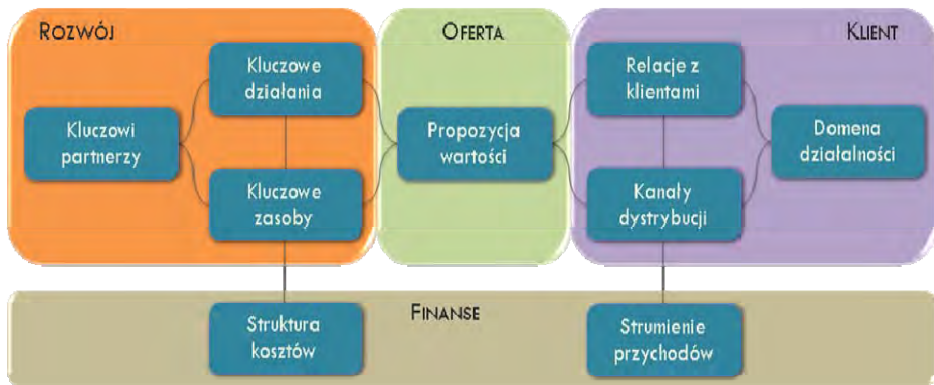 ROZWÓJ
Kluczowi
partnerzy
Kluczowe
działania
Kluczowe
zasoby
OFERTA
Propozycja
wartości
KLIENT
Relacje z
klientami
Kanały
dystrybucji
Domena
działalności
FINANSE
Struktura
kosztów
Strumienie
przychodów